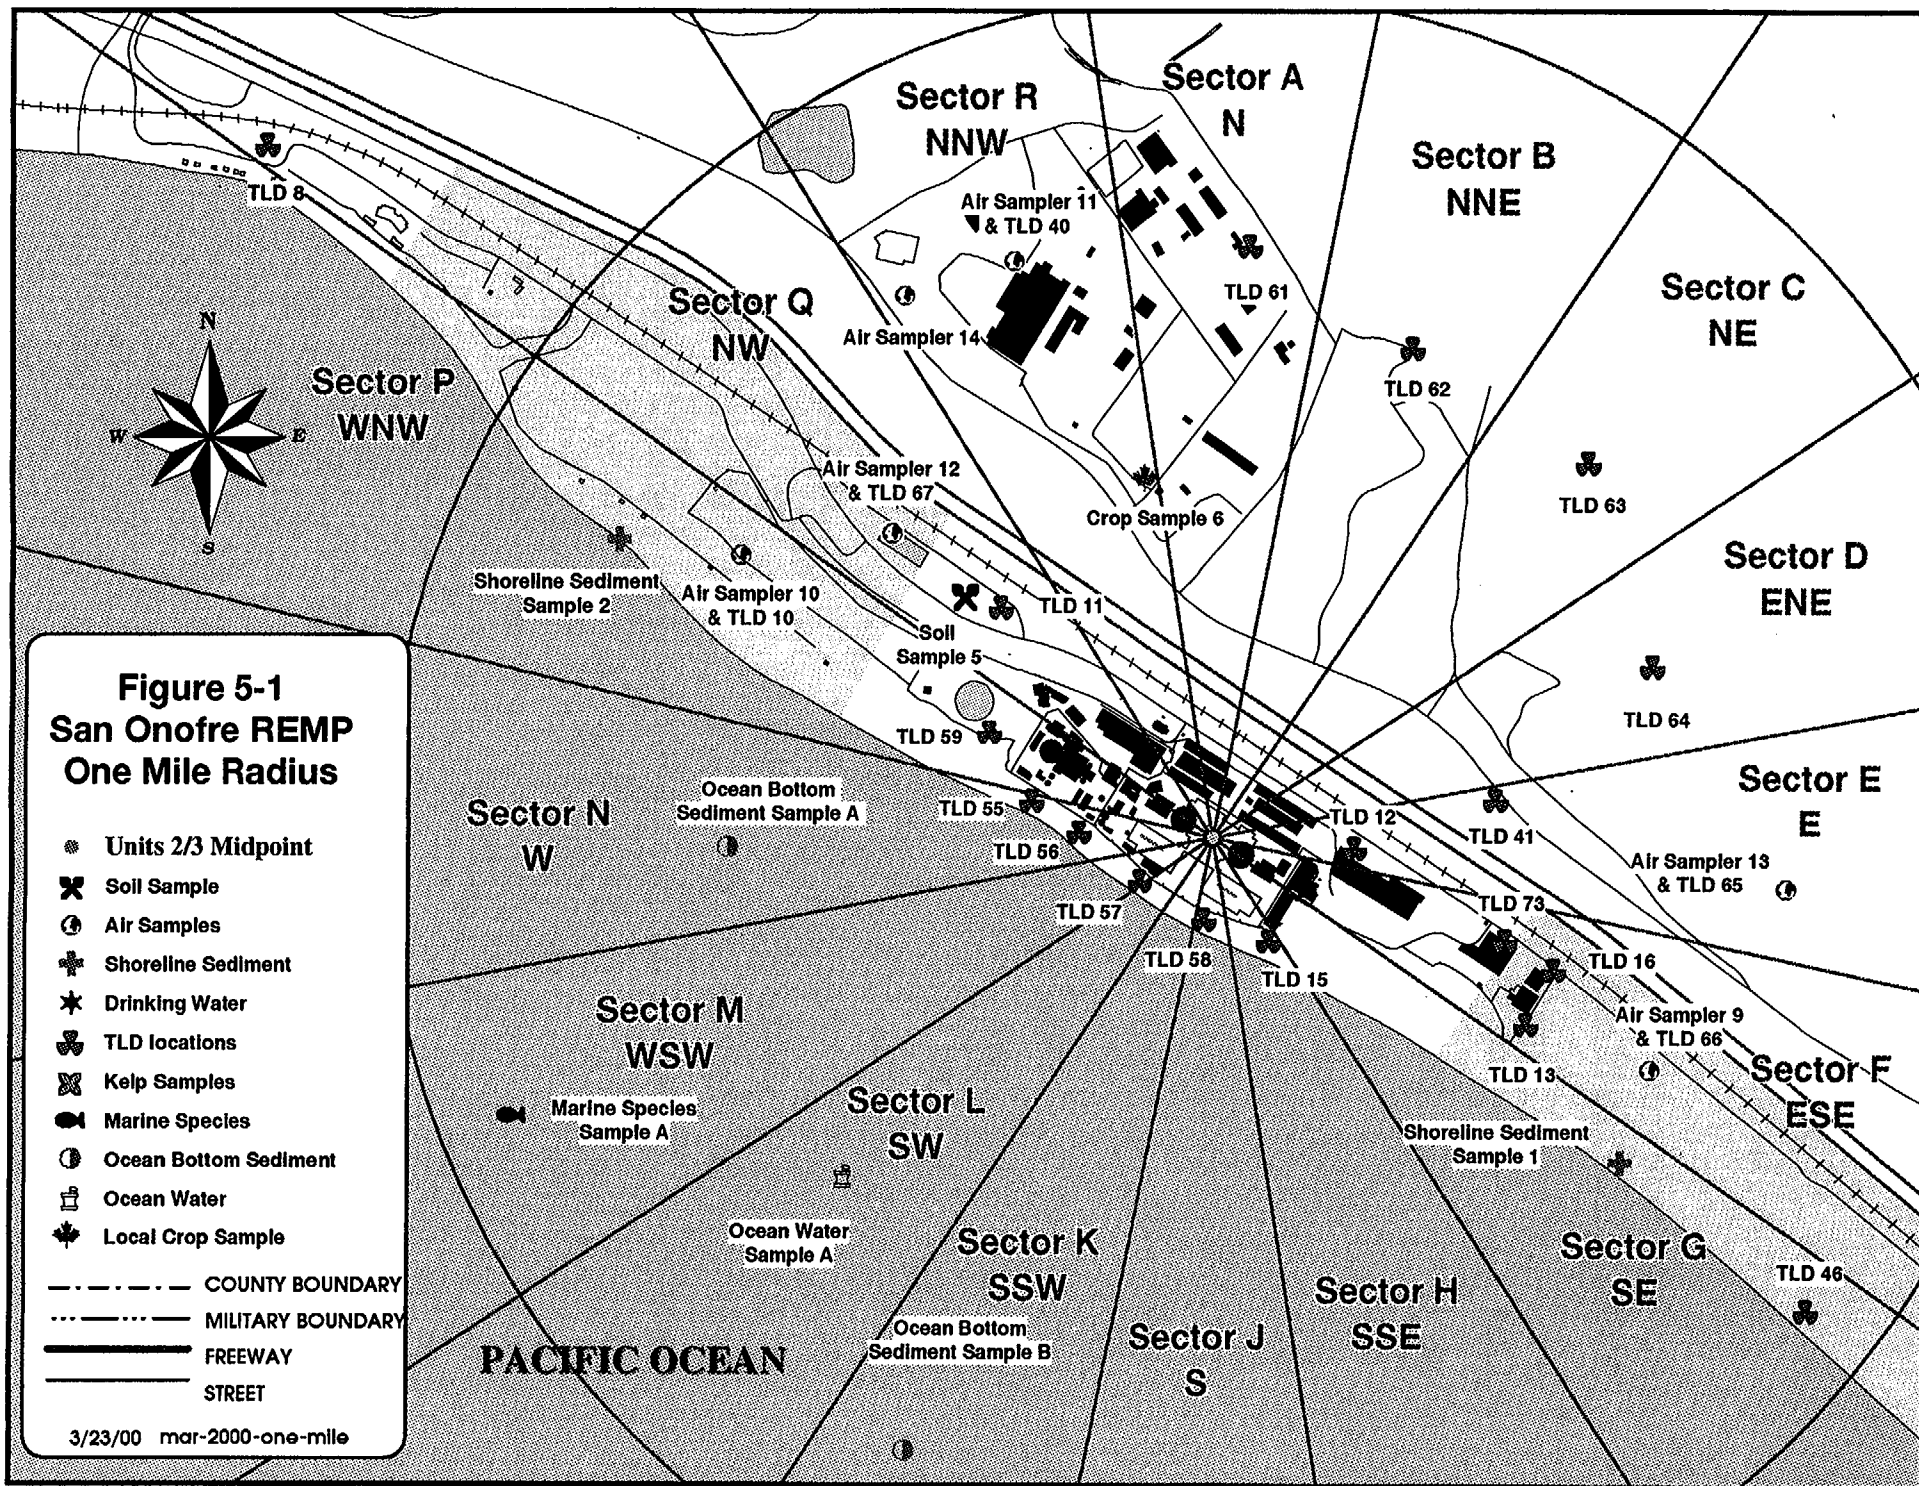 Sector A
N
Sector R
NNW
Sector B
NNE
Air Sampler 11
& TLD 40
TLD 8
Sector C
NE
TLD 61
Sector Q
NW
Air Sampler 14
N
W
E
S
Sector P
WNW
TLD 62
Air Sampler 12
& TLD 67
TLD 63
Crop Sample 6
Sector D
ENE
Shoreline Sediment
Sample 2
Air Sampler 10
& TLD 10
TLD 11
Soil
Sample 5
TLD 64
TLD 59
Sector E
E
Ocean Bottom
Sediment Sample A
Sector N
W
TLD 55
TLD 12
TLD 41
TLD 56
Air Sampler 13
& TLD 65
TLD 57
TLD 73
TLD 58
TLD 15
TLD 16
Sector M
WSW
Air Sampler 9
& TLD 66
TLD 13
Sector F
ESE
Marine Species
Sample A
Sector L
SW
Shoreline Sediment
Sample 1
Ocean Water
Sample A
Sector K
SSW
Sector G
SE
TLD 46
Sector H
SSE
Ocean Bottom
Sediment Sample B
Sector J
S
PACIFIC OCEAN
Figure 5-1
San Onofre REMP
One Mile Radius
Units 2/3 Midpoint
Soil Sample
Air Samples
Shoreline Sediment
Drinking Water
TLD locations
Kelp Samples
Marine Species
Ocean Bottom Sediment
Ocean Water
Local Crop Sample
COUNTY BOUNDARY
MILITARY BOUNDARY
FREEWAY
STREET
3/23/00 mar-2000-one-mile